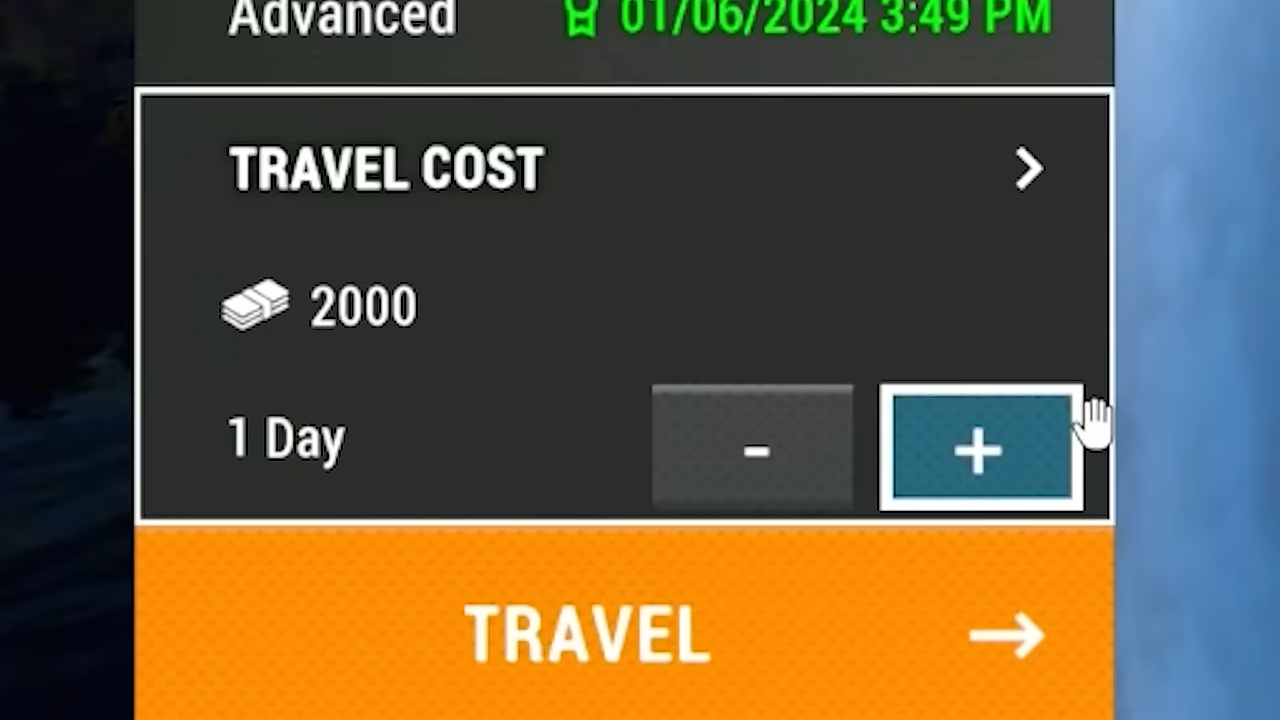 Advanced 01/06/2024 3:49 PM
TRAVEL COST
2000
1 Day - +
TRAVEL